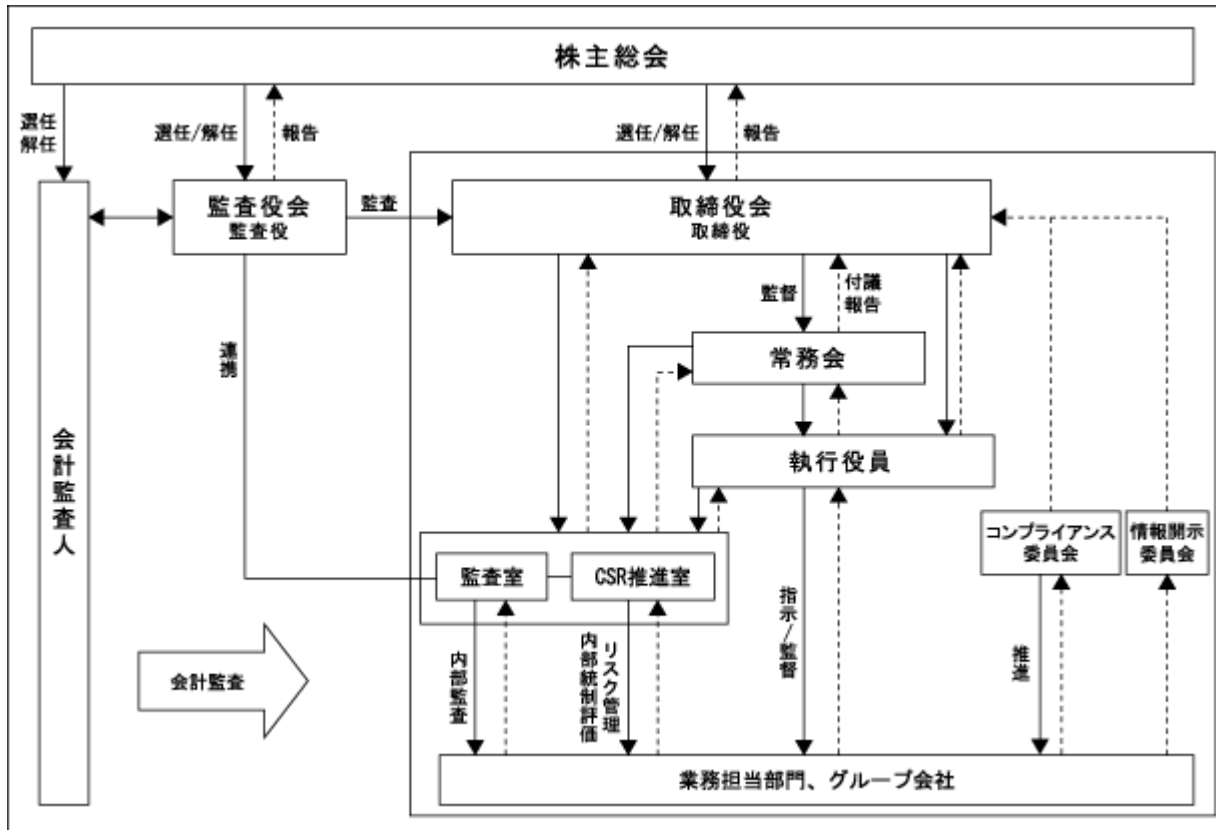 株主総会
選任
解任
選任/解任
報告
選任/解任
報告
監査役会
監査役
監査
取締役会
取締役
監督
付議
報告
連携
常務会
会計監査人
執行役員
コンプライアンス
委員会
情報開示
委員会
監査室
CSR推進室
指示/監督
推進
会計監査
内部監査
リスク管理
内部統制評価
業務担当部門、グループ会社